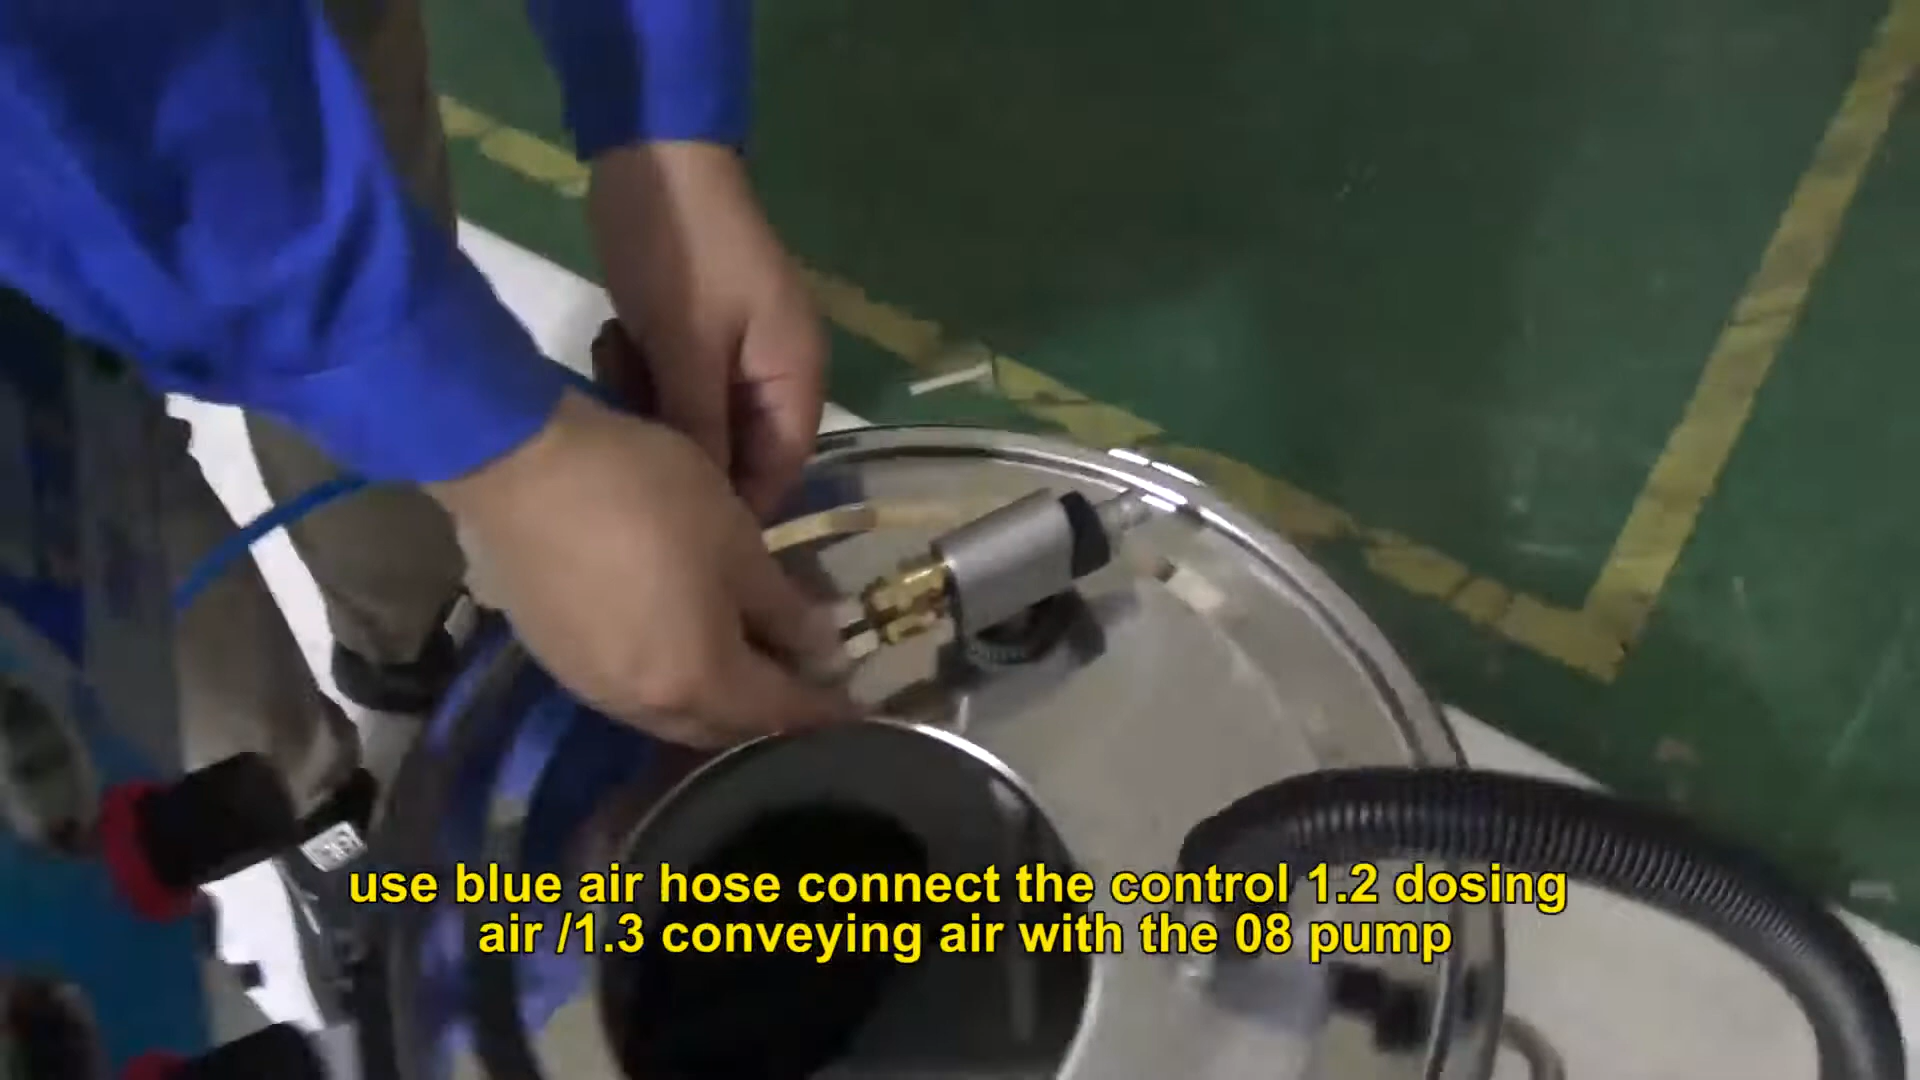 use blue air hose connect the control 1.2 dosing
air /1.3 conveying air with the 08 pump